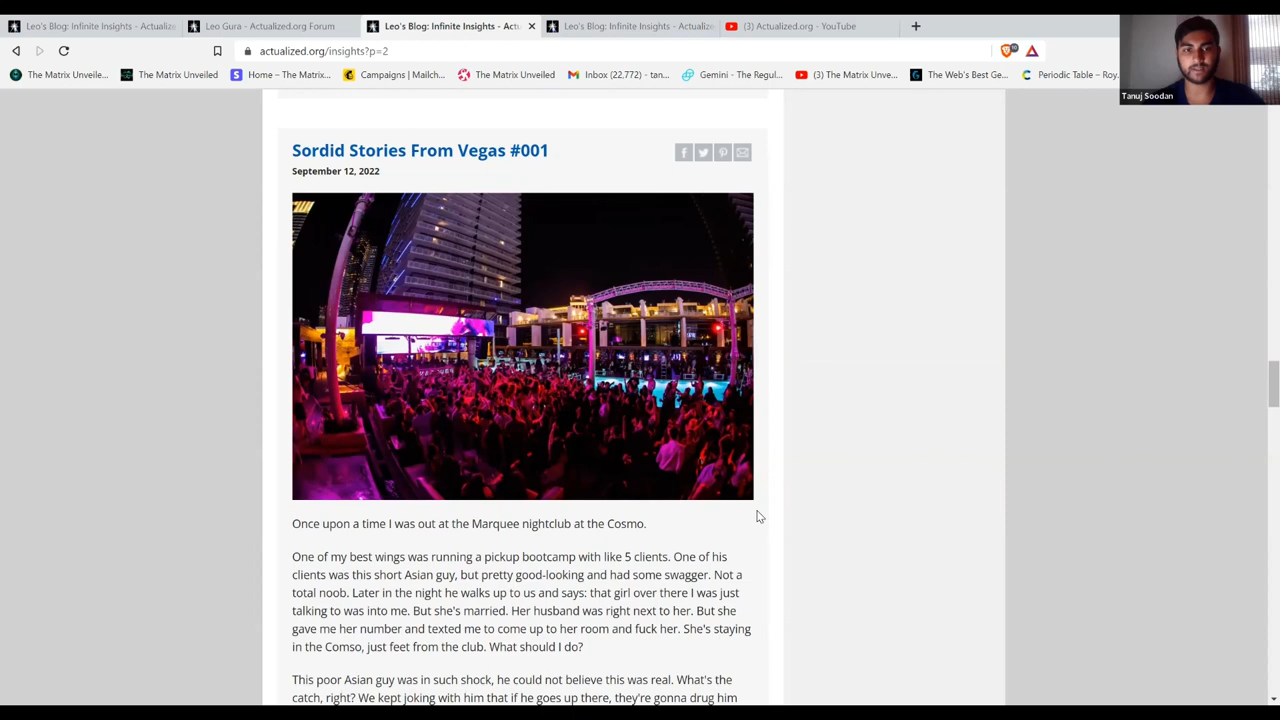 Leo's Blog: Infinite Insights - Actualize
Leo Gura - Actualized.org Forum
Leo's Blog: Infinite Insights - Actu
Leo's Blog: Infinite Insights - Actualize
(3) Actualized.org - YouTube
actualized.org/insights?p=2
10
The Matrix Unveile...
The Matrix Unveiled
Home – The Matrix...
Campaigns | Mailch...
The Matrix Unveiled
Inbox (22,772) - tan...
Gemini - The Regul...
(3) The Matrix Unve...
The Web's Best Ge...
Periodic Table – Roy...
Tanuj Soodan
Sordid Stories From Vegas #001
September 12, 2022
Once upon a time I was out at the Marquee nightclub at the Cosmo.
One of my best wings was running a pickup bootcamp with like 5 clients. One of his
clients was this short Asian guy, but pretty good-looking and had some swagger. Not a
total noob. Later in the night he walks up to us and says: that girl over there I was just
talking to was into me. But she's married. Her husband was right next to her. But she
gave me her number and texted me to come up to her room and fuck her. She's staying
in the Comso, just feet from the club. What should I do?
This poor Asian guy was in such shock, he could not believe this was real. What's the
catch, right? We kept joking with him that if he goes up there, they're gonna drug him